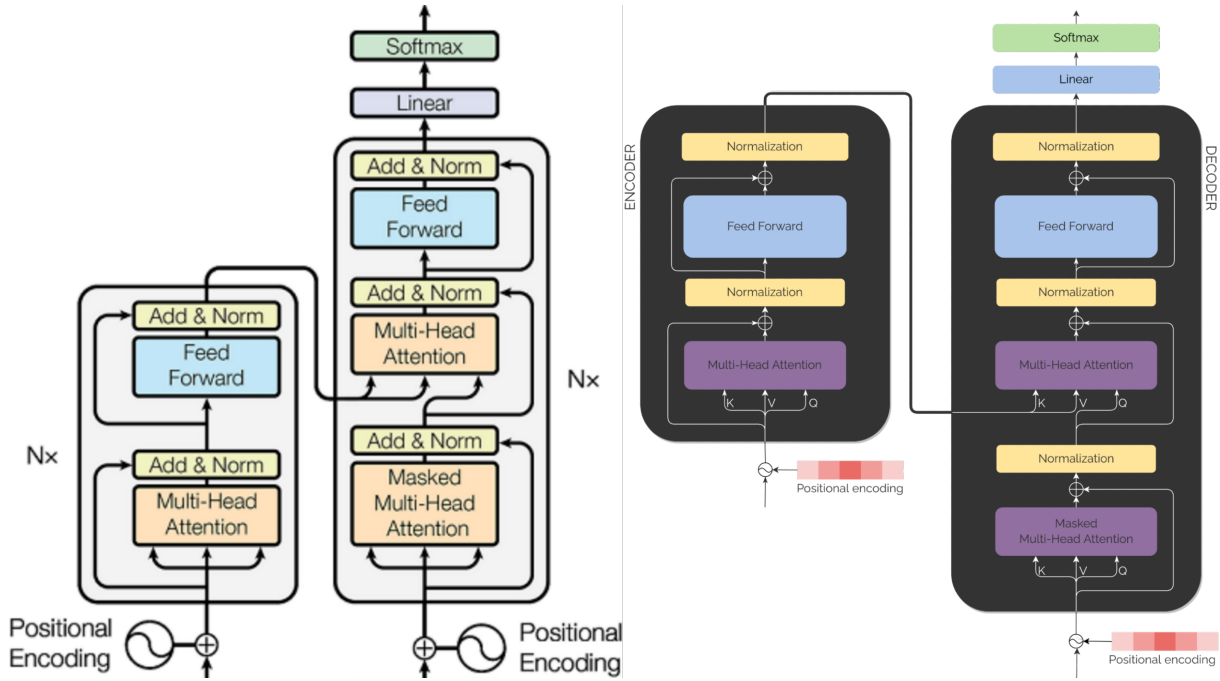 Softmax
Linear
Add & Norm
Feed
Forward
Add & Norm
Multi-Head
Attention
Nx
Add & Norm
Masked
Multi-Head
Attention
Add & Norm
Feed
Forward
Nx
Add & Norm
Multi-Head
Attention
Positional
Encoding
Positional
Encoding
ENCODER
Normalization
Feed Forward
Normalization
Multi-Head Attention
K V Q
Positional encoding
Softmax
Linear
DECODER
Normalization
Feed Forward
Normalization
Multi-Head Attention
K V Q
Normalization
Masked
Multi-Head Attention
K V Q
Positional encoding